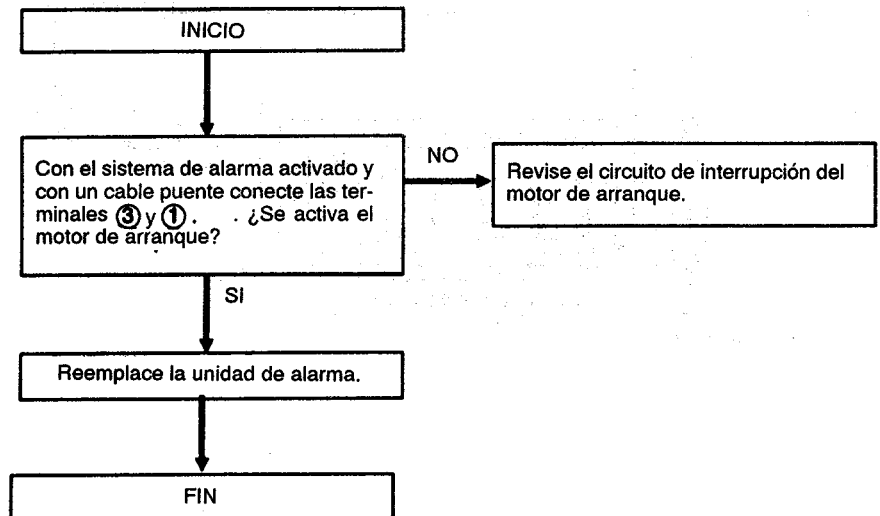 INICIO
Con el sistema de alarma activado y
con un cable puente conecte las ter-
minales ③ y ①. . ¿Se activa el
motor de arranque?
NO
Revise el circuito de interrupción del
motor de arranque.
SI
Reemplace la unidad de alarma.
FIN